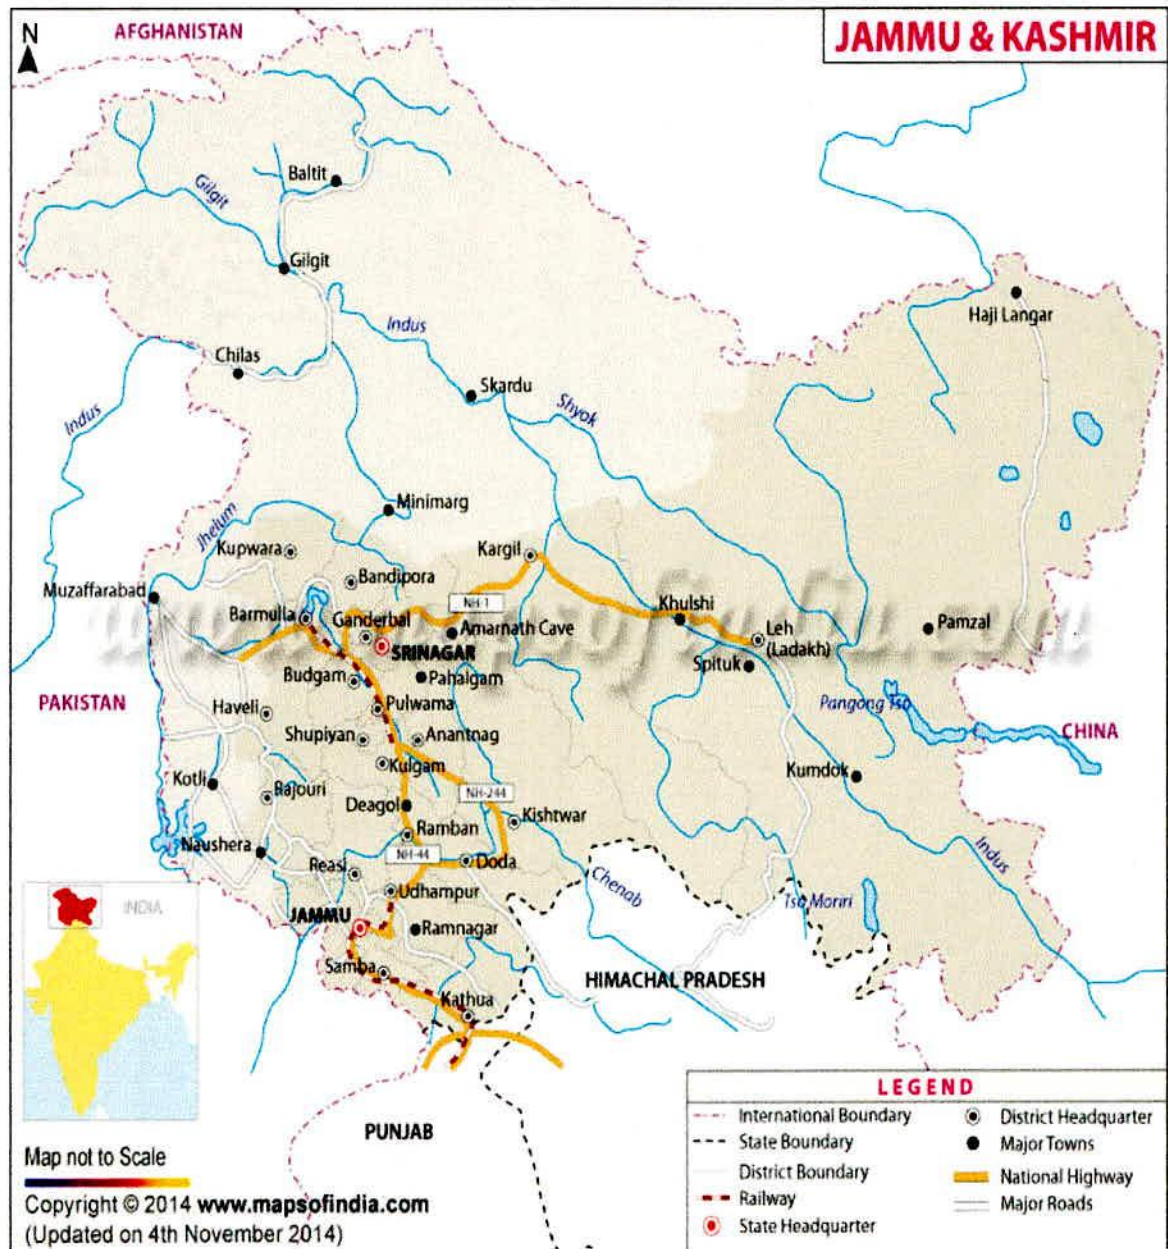 N
AFGHANISTAN
JAMMU & KASHMIR
Baltit
Gilgit
Gilgit
Haji Langar
Indus
Chilas
Skardu
Indus
Shyok
Minimarg
Jhelum
Kupwara
Kargil
Bandipora
Muzaffarabad
NH-1
Barmulla
Ganderbal
Khulshi
Amarnath Cave
Pamzal
Leh
(Ladakh)
www.mapsofindia.com
SRINAGAR
Spituk
Budgam
Pahalgam
PAKISTAN
Haveli
Pulwama
Pangong Tso
Shupiyan
Anantnag
CHINA
Kulgam
Kumdok
Kotli
Rajouri
NH-244
Deagol
Kishtwar
Ramban
Naushera
NH-44
Reasi
Doda
Indus
Udhampur
Chenab
Tso Moriri
INDIA
JAMMU
Ramnagar
Samba
HIMACHAL PRADESH
Kathua
PUNJAB
LEGEND
International Boundary
State Boundary
District Boundary
Railway
State Headquarter
District Headquarter
Major Towns
National Highway
Major Roads
Map not to Scale
Copyright © 2014 www.mapsofindia.com
(Updated on 4th November 2014)